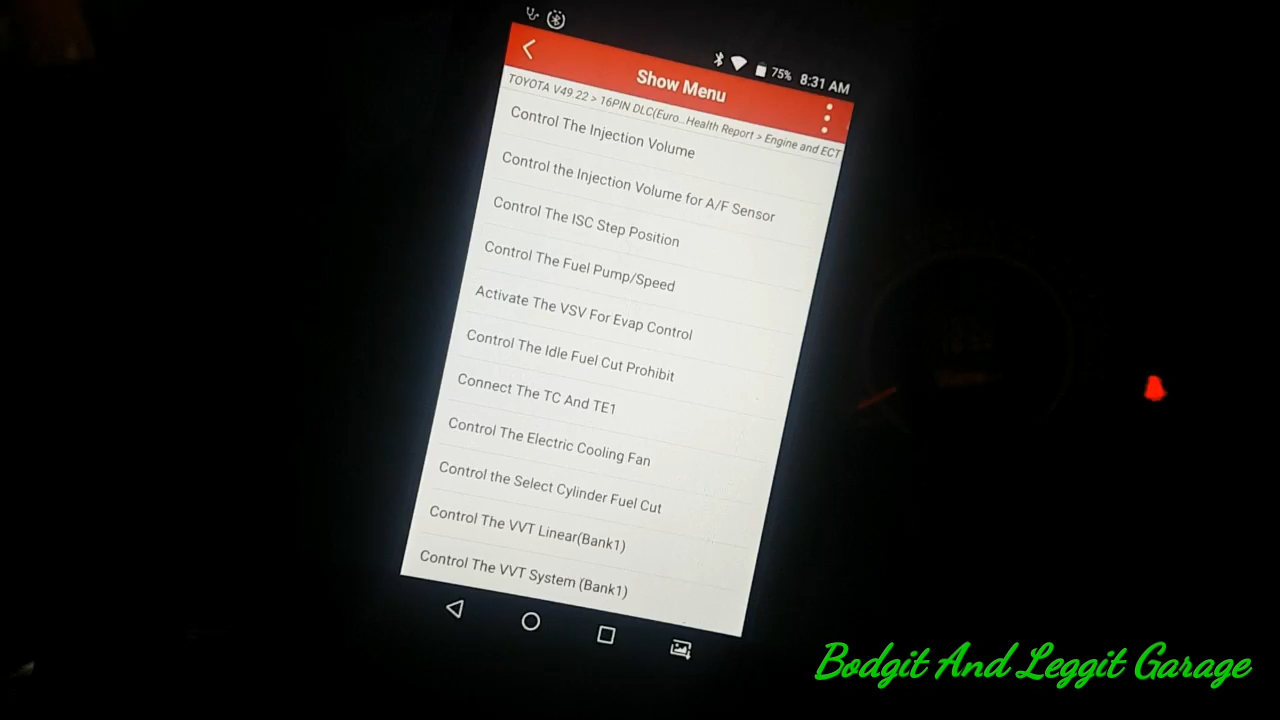 75% 8:31 AM
Show Menu
TOYOTA V49.22 > 16PIN DLC(Euro...Health Report > Engine and ECT
Control The Injection Volume
Control the Injection Volume for A/F Sensor
Control The ISC Step Position
Control The Fuel Pump/Speed
Activate The VSV For Evap Control
Control The Idle Fuel Cut Prohibit
Connect The TC And TE1
Control The Electric Cooling Fan
Control the Select Cylinder Fuel Cut
Control The VVT Linear(Bank1)
Control The VVT System (Bank1)
Bodgit And Leggit Garage